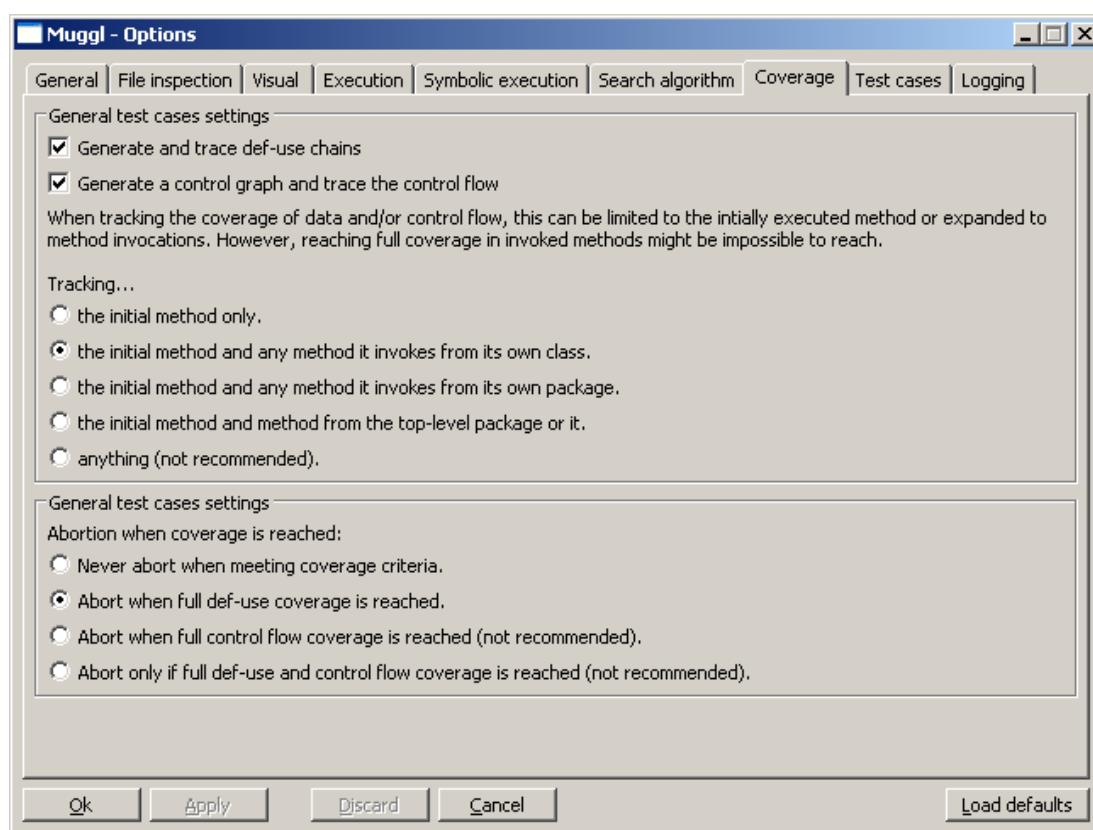 Muggl - Options
General File inspection Visual Execution Symbolic execution Search algorithm Coverage Test cases Logging
General test cases settings
Generate and trace def-use chains
Generate a control graph and trace the control flow
When tracking the coverage of data and/or control flow, this can be limited to the intially executed method or expanded to
method invocations. However, reaching full coverage in invoked methods might be impossible to reach.
Tracking...
the initial method only.
the initial method and any method it invokes from its own class.
the initial method and any method it invokes from its own package.
the initial method and method from the top-level package or it.
anything (not recommended).
General test cases settings
Abortion when coverage is reached:
Never abort when meeting coverage criteria.
Abort when full def-use coverage is reached.
Abort when full control flow coverage is reached (not recommended).
Abort only if full def-use and control flow coverage is reached (not recommended).
Ok Apply Discard Cancel Load defaults